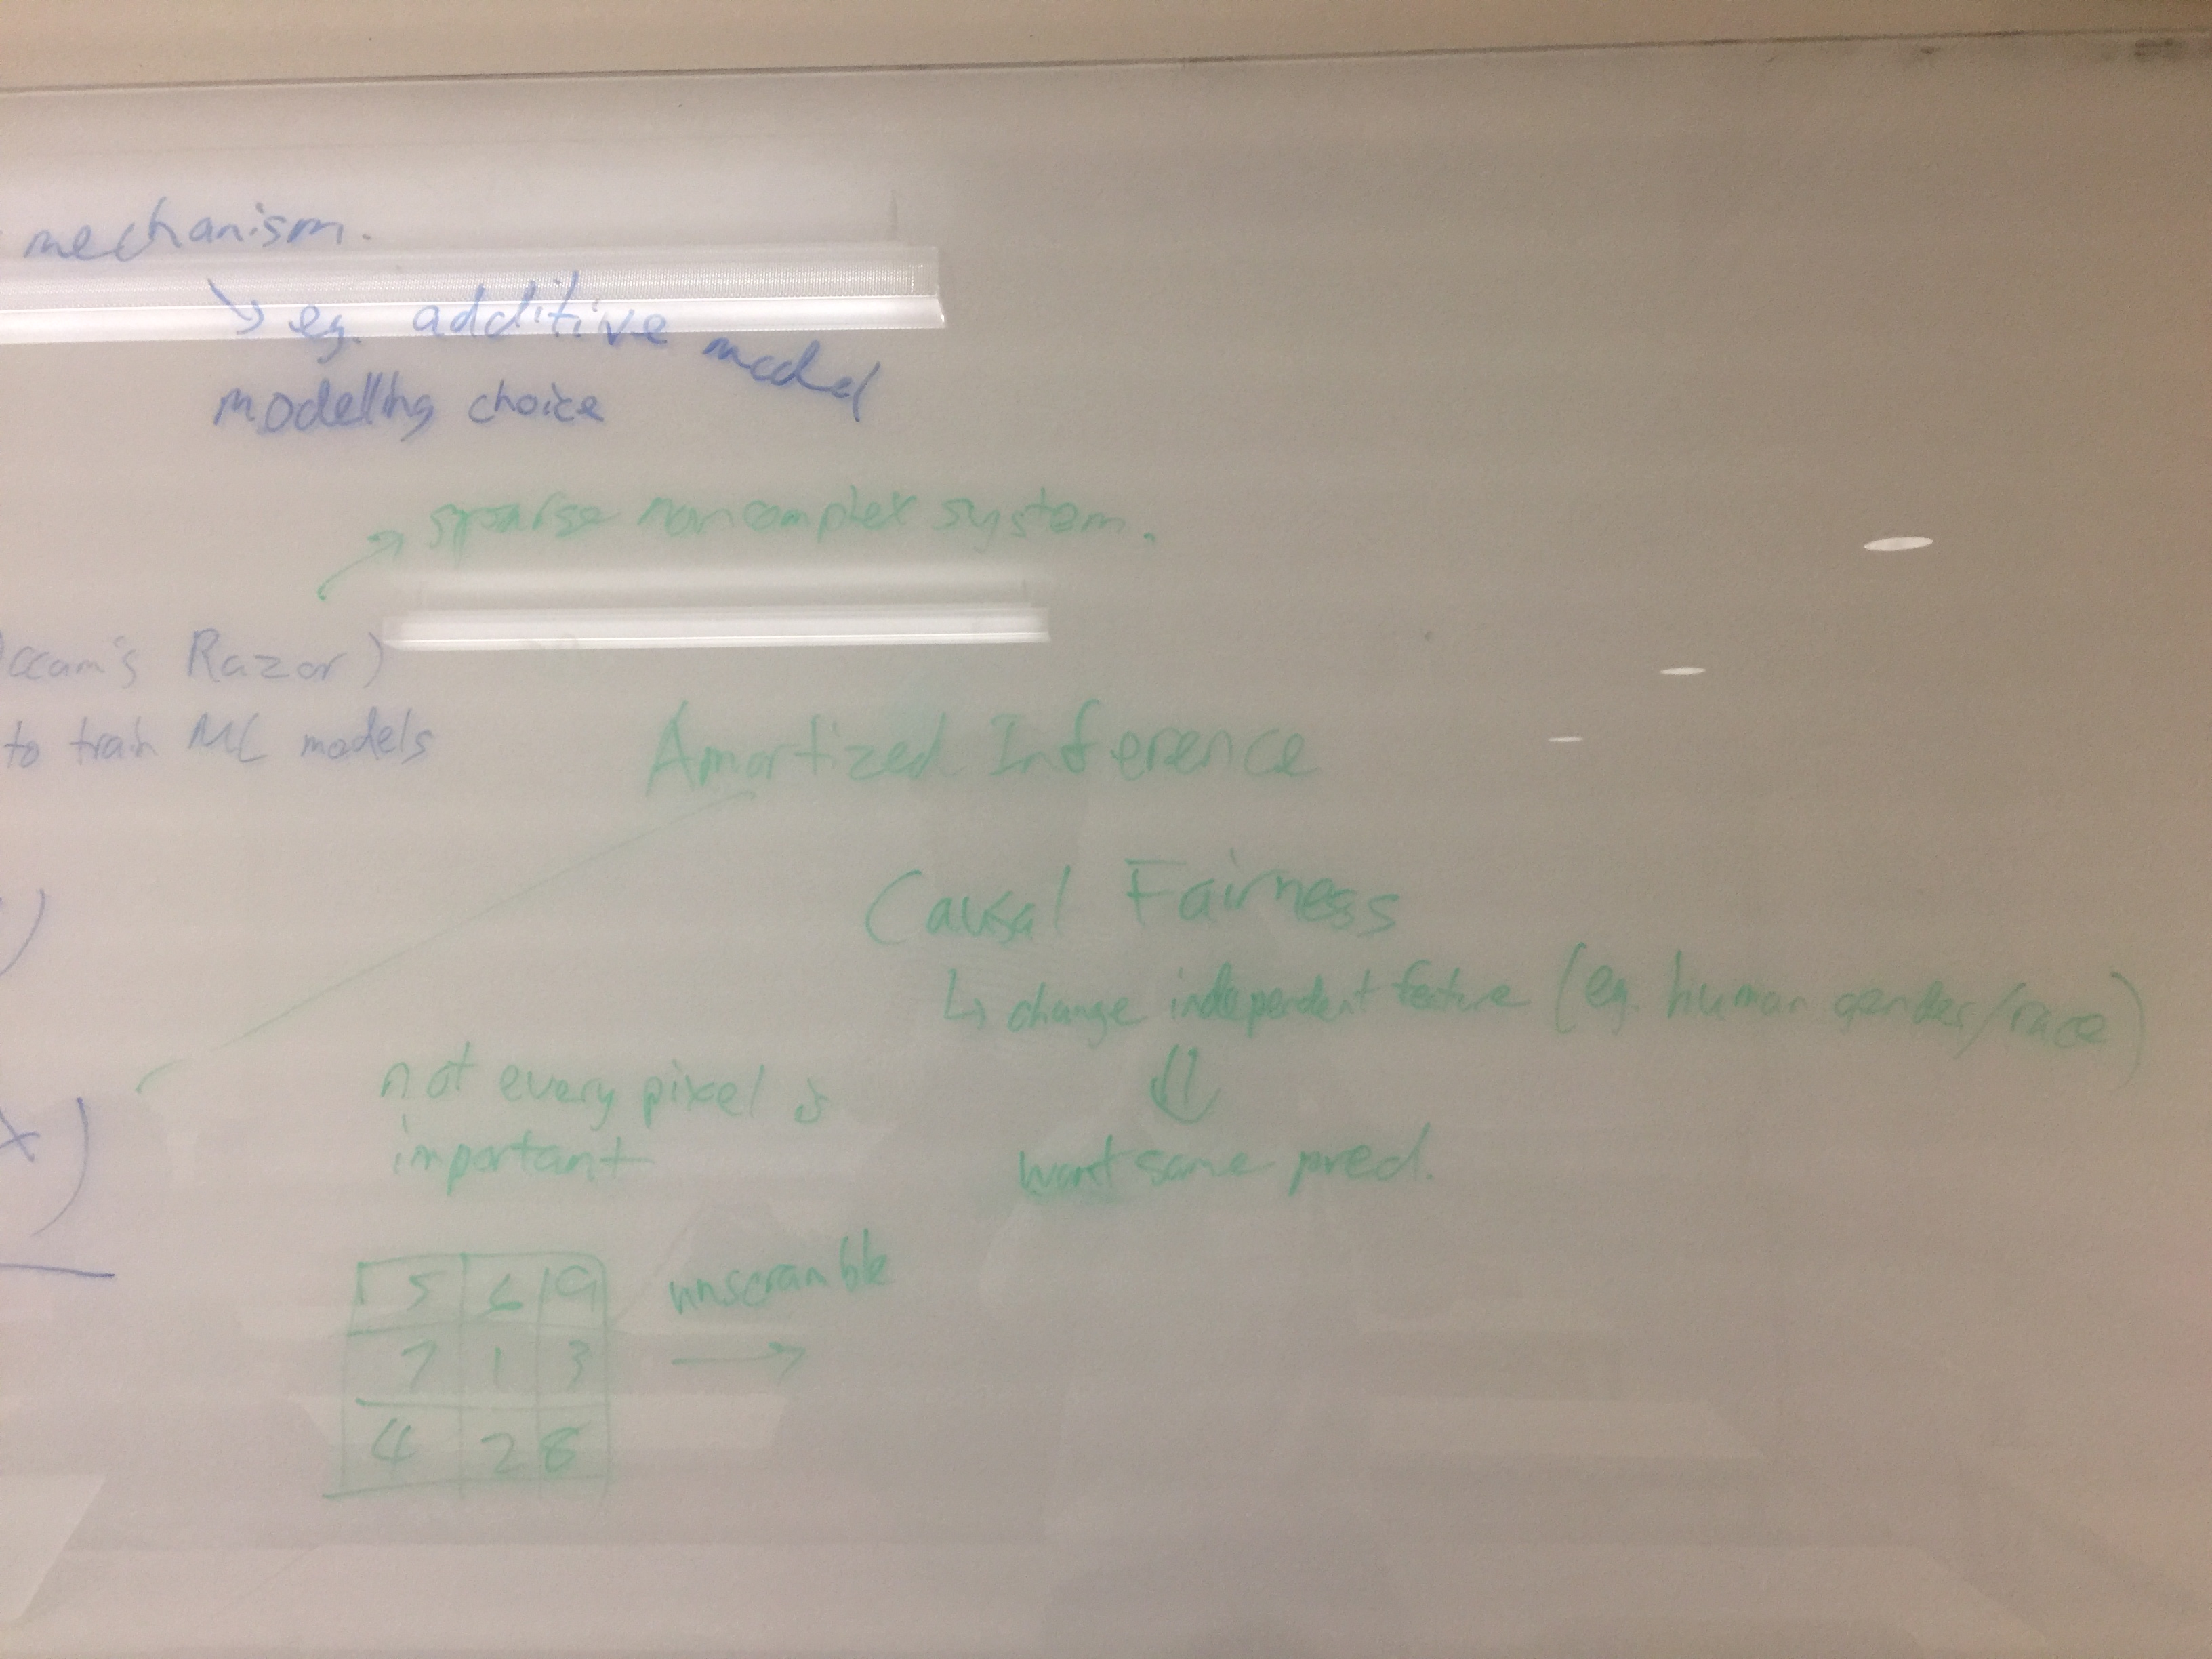 mechanism.
↘ eg. additive model
modelling choice
↗ sparse noncomplex system.
ccam's Razor)
to train ML models
Amortized Inference
)
Causal Fairness
↳ change independent feature (eg. human gender/race)
⇓
want same pred.
not every pixel is
important
x)
5 6 9
7 1 3
4 2 8
unscramble
→